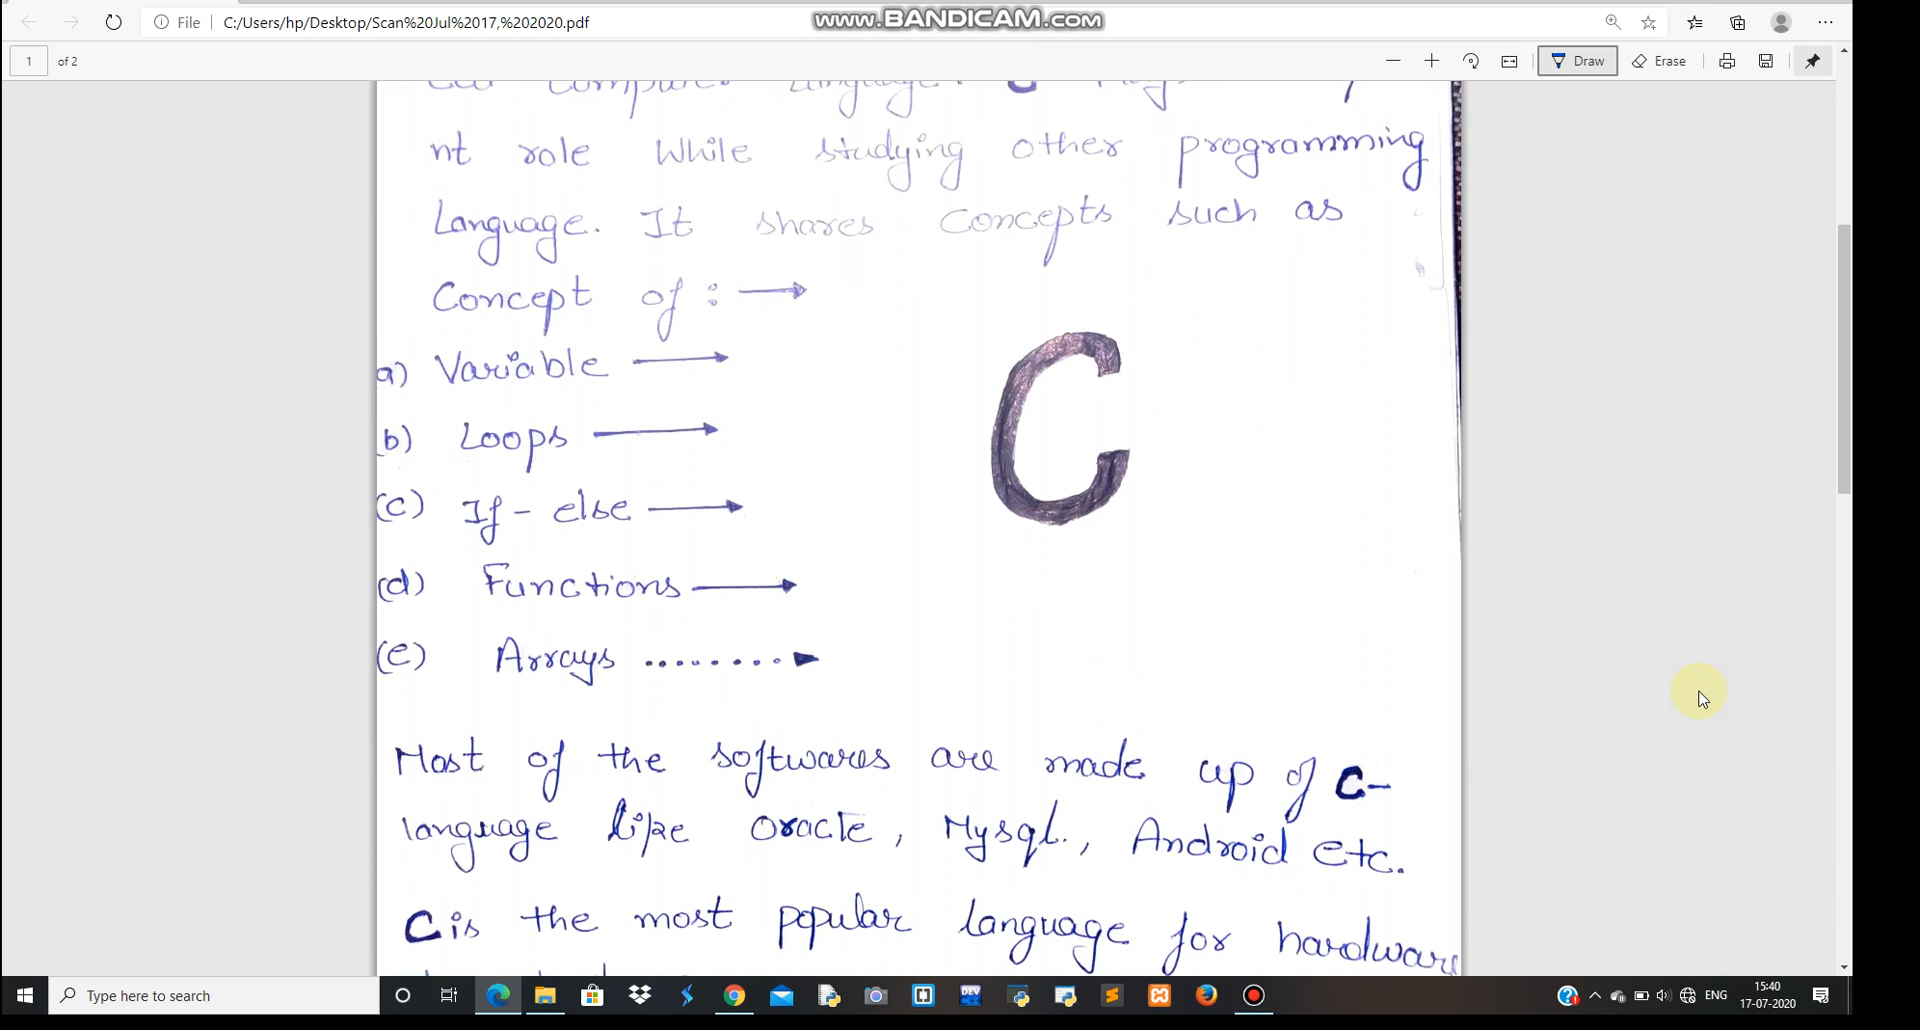 File C:/Users/hp/Desktop/Scan%20Jul%2017,%202020.pdf
www.BANDICAM.com
1 of 2
Draw Erase
Language. C
nt role While studying other programming
Language. It shares Concepts such as
Concept of : →
a) Variable →
b) Loops →
(c) If - else →
(d) Functions →
(e) Arrays ........►
C
Most of the softwares are made up of C-
language like Oracle, Mysql., Android etc.
C is the most popular language for hardware
Type here to search
DEV
ENG
15:40
17-07-2020